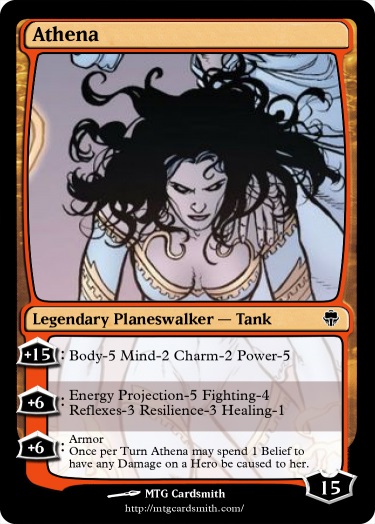 Athena
Legendary Planeswalker — Tank
+15: Body-5 Mind-2 Charm-2 Power-5
+6: Energy Projection-5 Fighting-4
Reflexes-3 Resilience-3 Healing-1
+6: Armor
Once per Turn Athena may spend 1 Belief to
have any Damage on a Hero be caused to her.
15
MTG Cardsmith
http://mtgcardsmith.com/